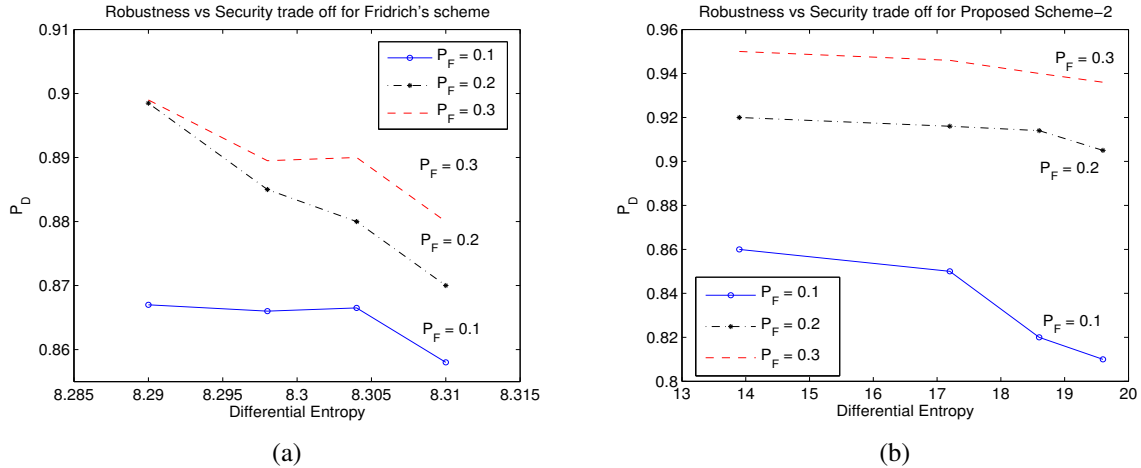 Robustness vs Security trade off for Fridrich's scheme
0.91
0.9
0.89
0.88
0.87
0.86
P_D
P_F = 0.1
P_F = 0.2
P_F = 0.3
P_F = 0.3
P_F = 0.2
P_F = 0.1
8.285
8.29
8.295
8.3
8.305
8.31
8.315
Differential Entropy
(a)
Robustness vs Security trade off for Proposed Scheme-2
0.96
0.94
0.92
0.9
0.88
0.86
0.84
0.82
0.8
P_D
P_F = 0.3
P_F = 0.2
P_F = 0.1
P_F = 0.1
P_F = 0.2
P_F = 0.3
13
14
15
16
17
18
19
20
Differential Entropy
(b)